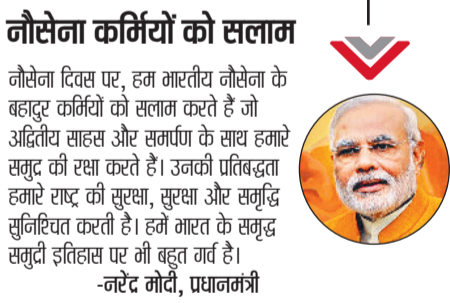 नौसेना कर्मियों को सलाम
नौसेना दिवस पर, हम भारतीय नौसेना के
बहादुर कर्मियों को सलाम करते हैं जो
अद्वितीय साहस और समर्पण के साथ हमारे
समुद्र की रक्षा करते हैं। उनकी प्रतिबद्धता
हमारे राष्ट्र की सुरक्षा, सुरक्षा और समृद्धि
सुनिश्चित करती है। हमें भारत के समृद्ध
समुद्री इतिहास पर भी बहुत गर्व है।
-नरेंद्र मोदी, प्रधानमंत्री